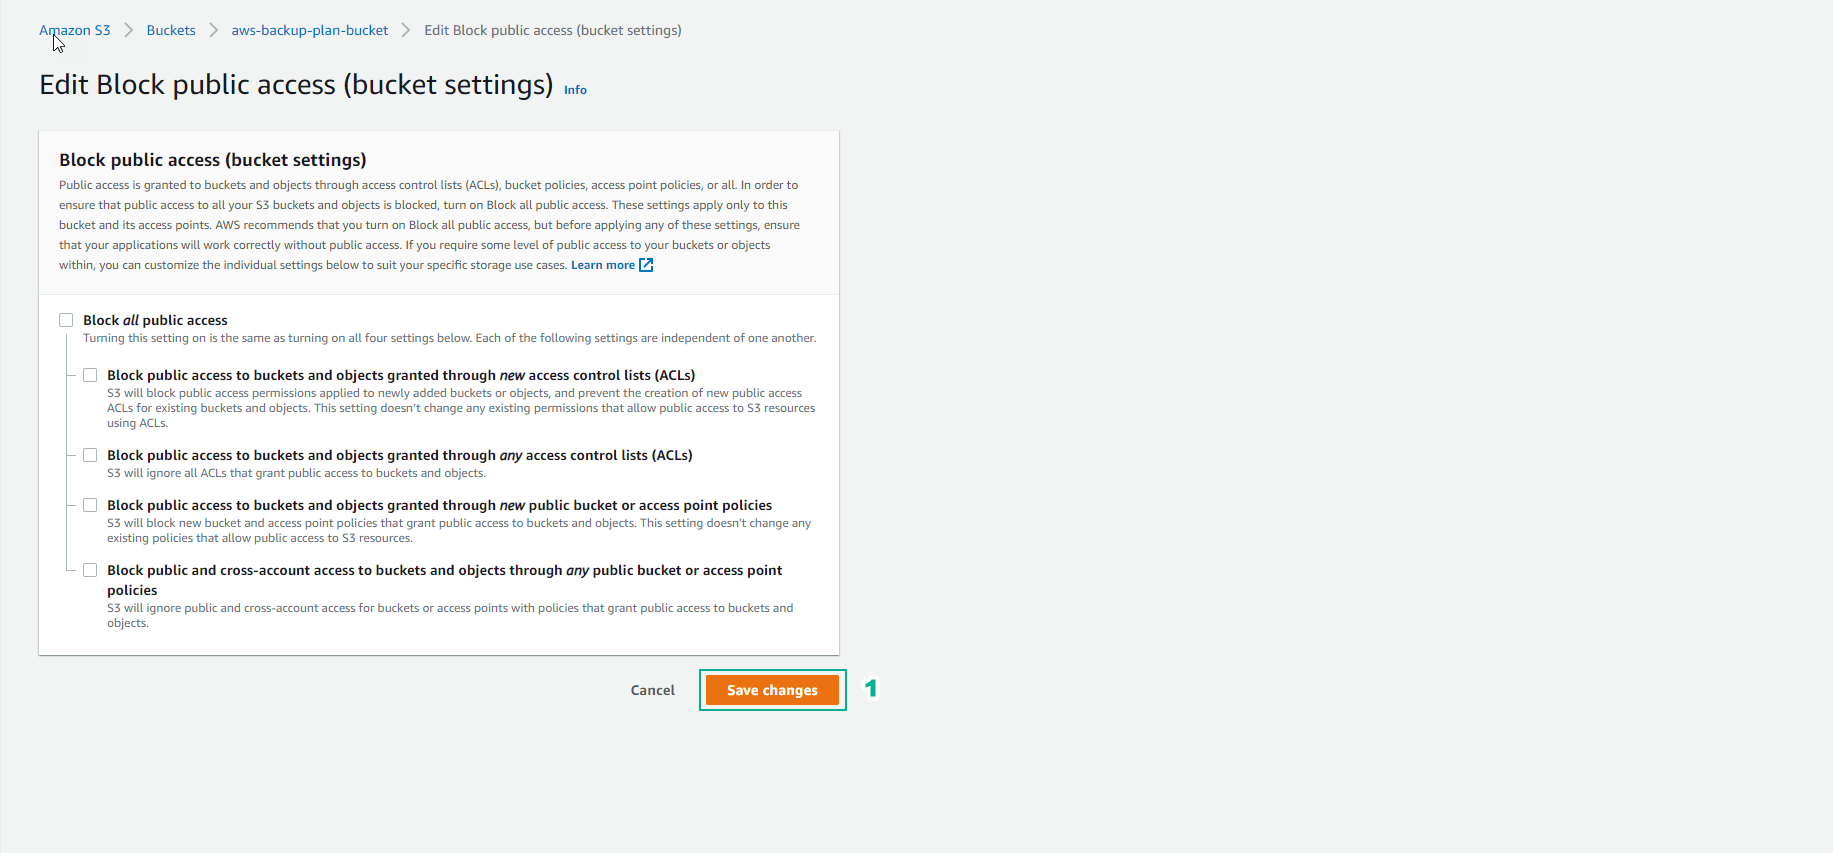 Amazon S3 > Buckets > aws-backup-plan-bucket > Edit Block public access (bucket settings)
Edit Block public access (bucket settings) Info
Block public access (bucket settings)
Public access is granted to buckets and objects through access control lists (ACLs), bucket policies, access point policies, or all. In order to
ensure that public access to all your S3 buckets and objects is blocked, turn on Block all public access. These settings apply only to this
bucket and its access points. AWS recommends that you turn on Block all public access, but before applying any of these settings, ensure
that your applications will work correctly without public access. If you require some level of public access to your buckets or objects
within, you can customize the individual settings below to suit your specific storage use cases. Learn more
Block all public access
Turning this setting on is the same as turning on all four settings below. Each of the following settings are independent of one another.
Block public access to buckets and objects granted through new access control lists (ACLs)
S3 will block public access permissions applied to newly added buckets or objects, and prevent the creation of new public access
ACLs for existing buckets and objects. This setting doesn't change any existing permissions that allow public access to S3 resources
using ACLs.
Block public access to buckets and objects granted through any access control lists (ACLs)
S3 will ignore all ACLs that grant public access to buckets and objects.
Block public access to buckets and objects granted through new public bucket or access point policies
S3 will block new bucket and access point policies that grant public access to buckets and objects. This setting doesn't change any
existing policies that allow public access to S3 resources.
Block public and cross-account access to buckets and objects through any public bucket or access point
policies
S3 will ignore public and cross-account access for buckets or access points with policies that grant public access to buckets and
objects.
Cancel Save changes 1